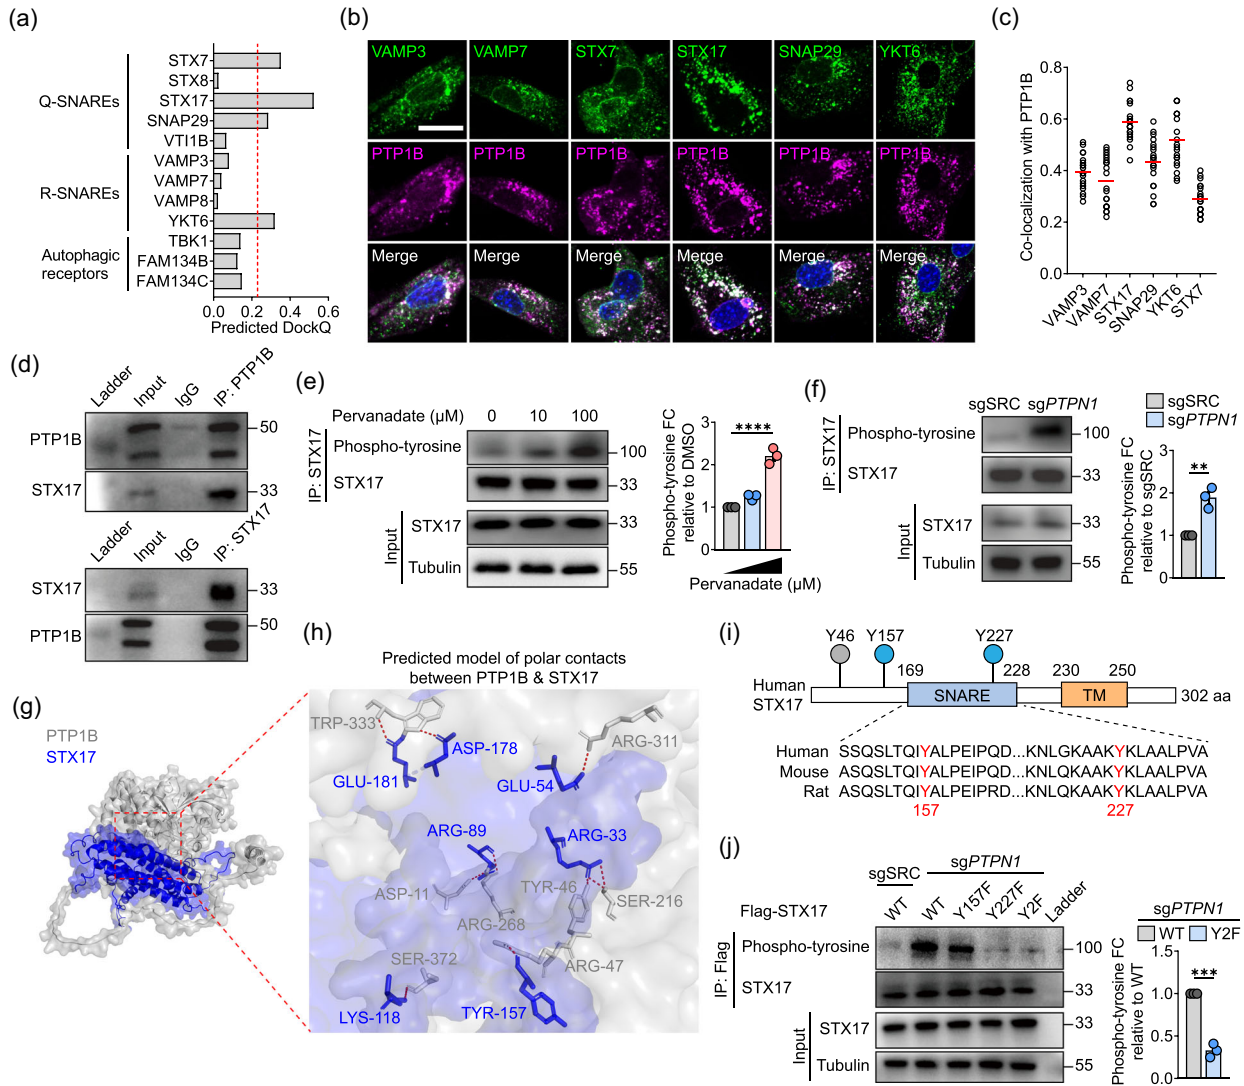 (a)
STX7
STX8
STX17
SNAP29
VTI1B
VAMP3
VAMP7
VAMP8
YKT6
TBK1
FAM134B
FAM134C
Q-SNAREs
R-SNAREs
Autophagic
receptors
0.0 0.2 0.4 0.6
Predicted DockQ
(b)
VAMP3 VAMP7 STX7 STX17 SNAP29 YKT6
PTP1B PTP1B PTP1B PTP1B PTP1B PTP1B
Merge Merge Merge Merge Merge Merge
(c)
Co-localization with PTP1B
0.8
0.6
0.4
0.2
0.0
VAMP3 VAMP7 STX17 SNAP29 YKT6 STX7
(d)
Ladder Input IgG IP: PTP1B
PTP1B 50
STX17 33
Ladder Input IgG IP: STX17
STX17 33
PTP1B 50
(e)
Pervanadate (μM) 0 10 100
IP: STX17
Phospho-tyrosine 100
STX17 33
Input
STX17 33
Tubulin 55
Phospho-tyrosine FC
relative to DMSO
3
2
1
0
****
Pervanadate (μM)
(f)
sgSRC sgPTPN1
IP: STX17
Phospho-tyrosine 100
STX17 33
Input
STX17 33
Tubulin 55
sgSRC
sgPTPN1
Phospho-tyrosine FC
relative to sgSRC
3
2
1
0
**
(g)
PTP1B
STX17
(h)
Predicted model of polar contacts
between PTP1B & STX17
TRP-333
ASP-178
GLU-181
ARG-311
GLU-54
ARG-89
ARG-33
ASP-11
TYR-46
SER-216
ARG-268
ARG-47
SER-372
LYS-118
TYR-157
(i)
Y46 Y157 Y227
169 228 230 250
Human
STX17
SNARE TM 302 aa
Human SSQSLTQIYALPEIPQD...KNLGKAAKYKLAALPVA
Mouse ASQSLTQIYALPEIPQD...KNLQKAAKYKLAALPVA
Rat ASQSLTQIYALPEIPRD...KNLQKAAKYKLAALPVA
157 227
(j)
sgSRC sgPTPN1
Flag-STX17 WT WT Y157F Y227F Y2F Ladder
IP: Flag
Phospho-tyrosine 100
STX17 33
Input
STX17 33
Tubulin 55
sgPTPN1
WT Y2F
Phospho-tyrosine FC
relative to WT
1.5
1.0
0.5
0.0
***